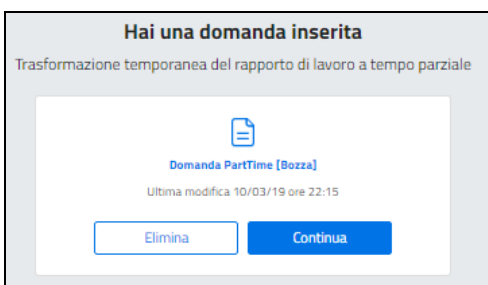 Hai una domanda inserita
Trasformazione temporanea del rapporto di lavoro a tempo parziale
Domanda PartTime [Bozza]
Ultima modifica 10/03/19 ore 22:15
Elimina
Continua